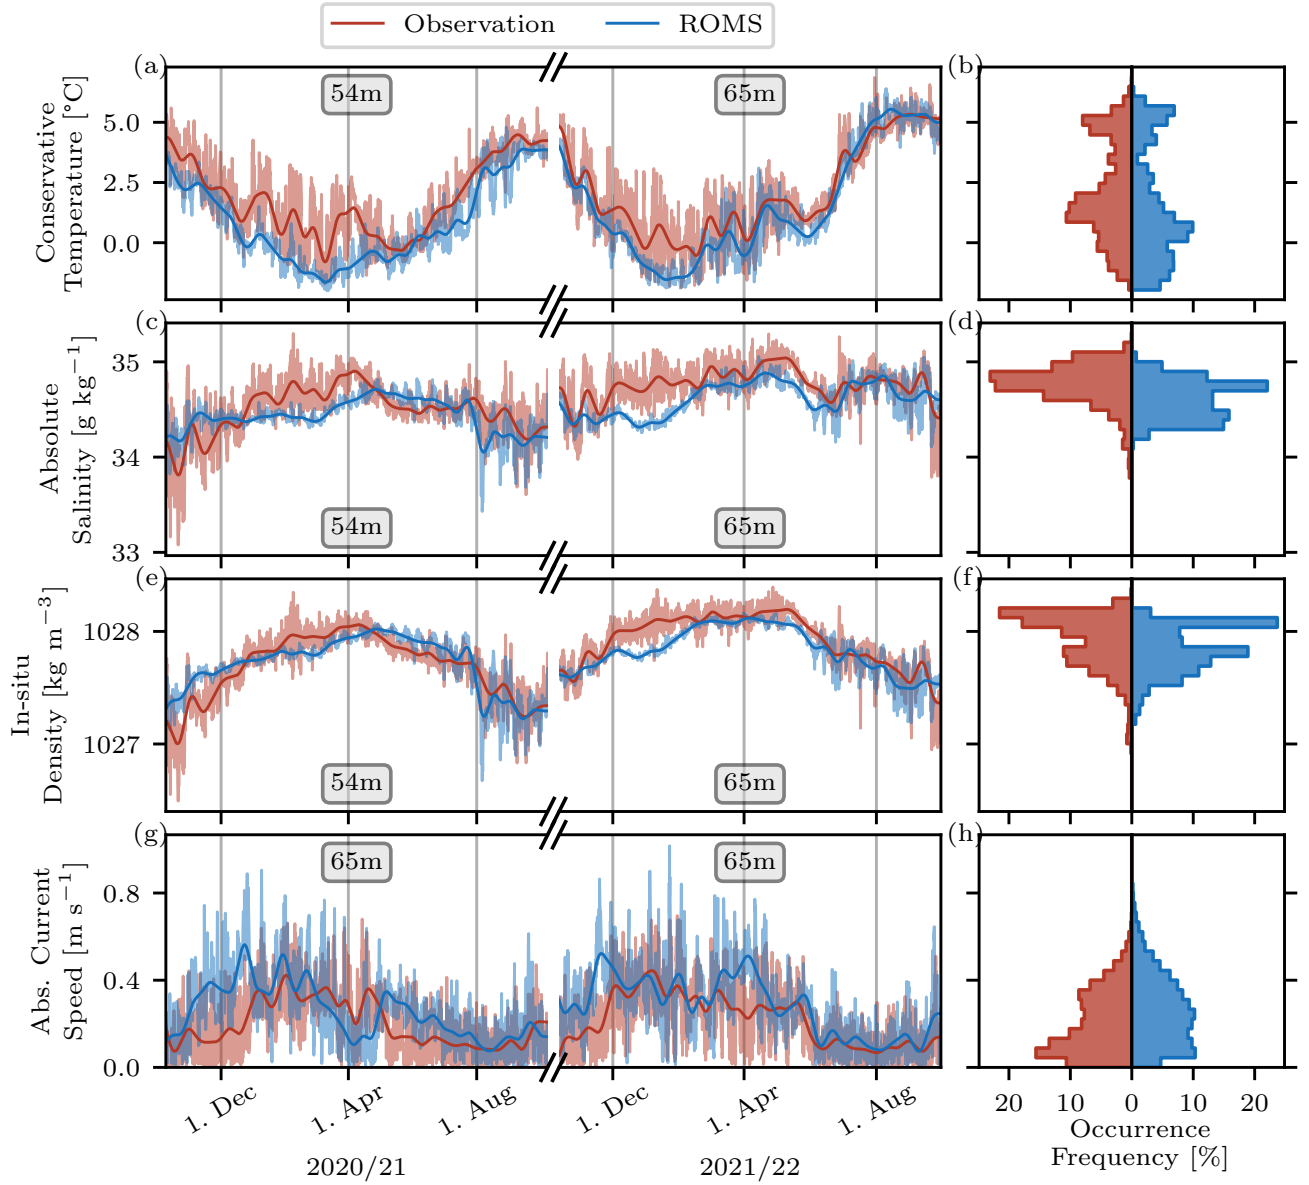 Observation ROMS
(a) (b)
54m 65m
Conservative
Temperature [°C]
5.0
2.5
0.0
(c) (d)
Absolute
Salinity [g kg⁻¹]
35
34
33
54m 65m
(e) (f)
In-situ
Density [kg m⁻³]
1028
1027
54m 65m
(g) (h)
65m 65m
Abs. Current
Speed [m s⁻¹]
0.8
0.4
0.0
1. Dec 1. Apr 1. Aug 1. Dec 1. Apr 1. Aug
2020/21 2021/22
20 10 0 10 20
Occurrence
Frequency [%]